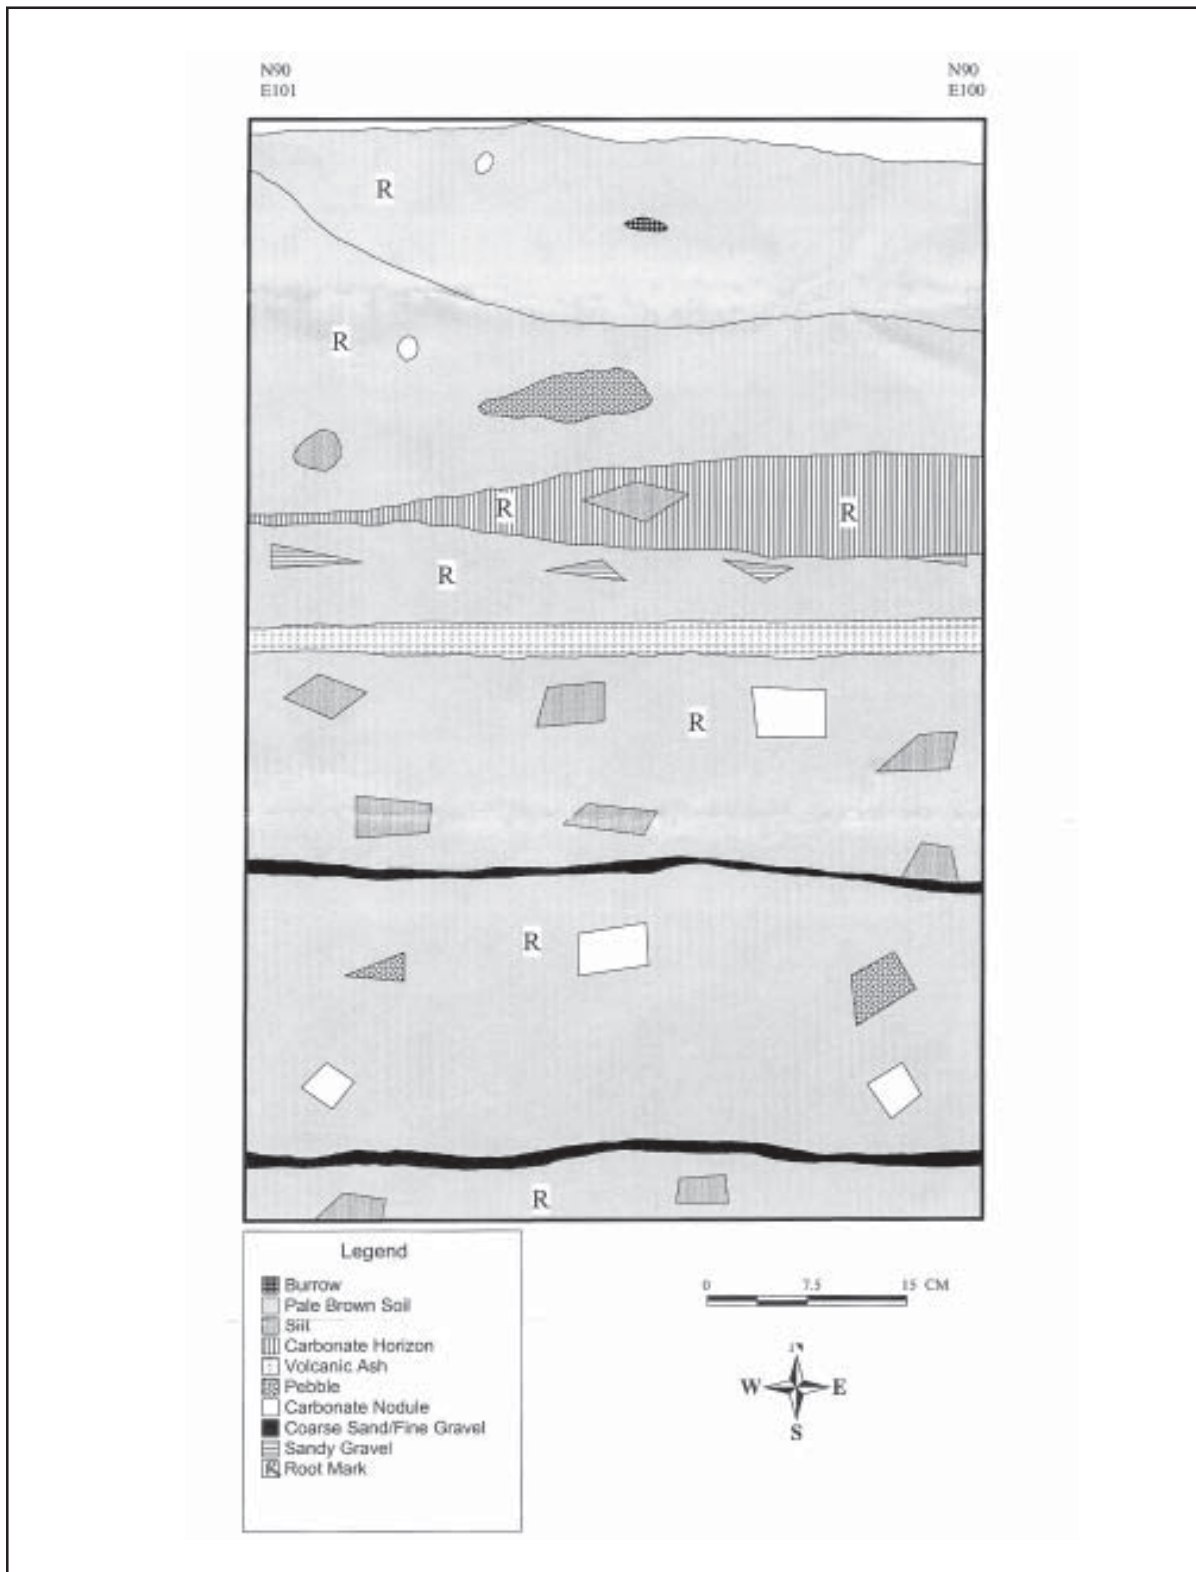 N90
E101
N90
E100
R
R
R
R
R
R
R
R
Legend
Burrow
Pale Brown Soil
Silt
Carbonate Horizon
Volcanic Ash
Pebble
Carbonate Nodule
Coarse Sand/Fine Gravel
Sandy Gravel
R Root Mark
0 7.5 15 CM
N
W E
S